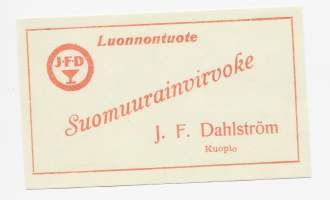 Luonnontuote
J·F·D
Suomuurainvirvoke
J. F. Dahlström
Kuopio